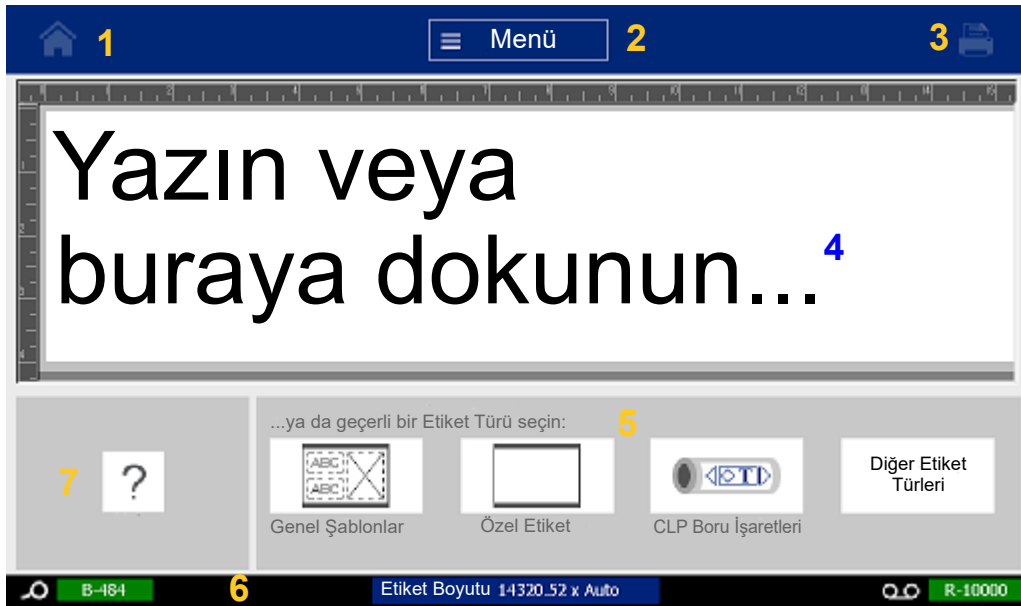 1
Menü
2
3
Yazın veya
buraya dokunun...
4
...ya da geçerli bir Etiket Türü seçin:
5
7
?
ABC
ABC
Diğer Etiket
Türleri
Genel Şablonlar
Özel Etiket
CLP Boru İşaretleri
B-484
6
Etiket Boyutu 14320.52 x Auto
R-10000